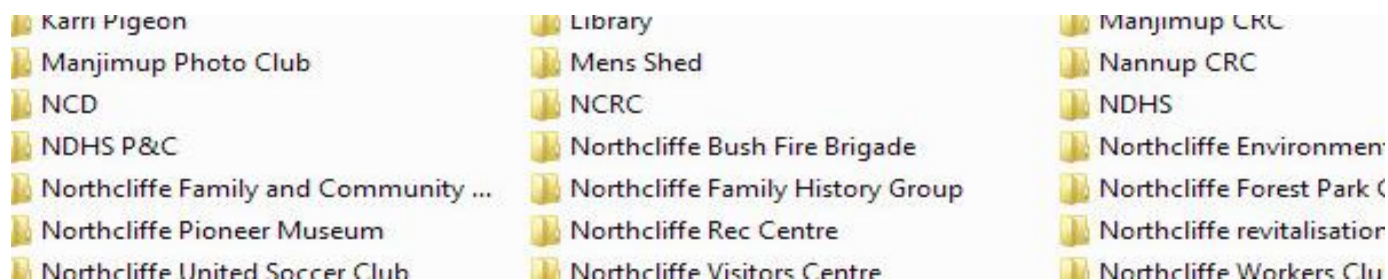 Karri Pigeon Library Manjimup CRC
Manjimup Photo Club Mens Shed Nannup CRC
NCD NCRC NDHS
NDHS P&C Northcliffe Bush Fire Brigade Northcliffe Environment
Northcliffe Family and Community ... Northcliffe Family History Group Northcliffe Forest Park
Northcliffe Pioneer Museum Northcliffe Rec Centre Northcliffe revitalisation
Northcliffe United Soccer Club Northcliffe Visitors Centre Northcliffe Workers Clu